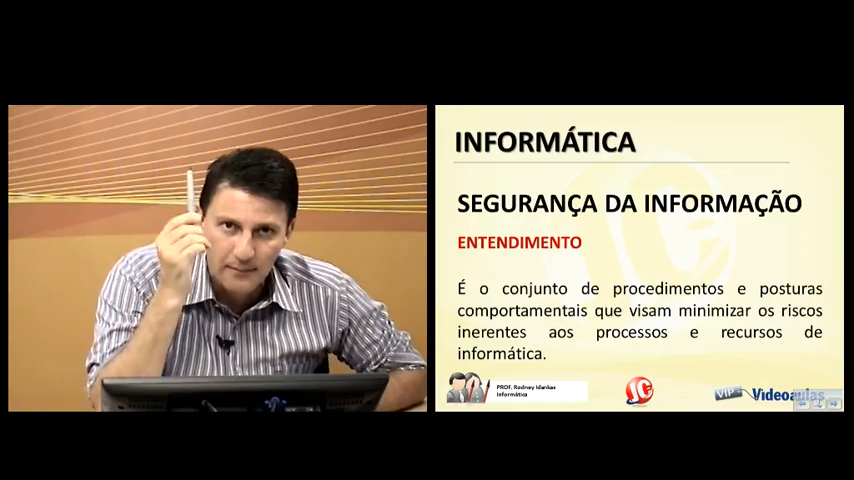 INFORMÁTICA
SEGURANÇA DA INFORMAÇÃO
ENTENDIMENTO
É o conjunto de procedimentos e posturas
comportamentais que visam minimizar os riscos
inerentes aos processos e recursos de
informática.
PROF. Rodney Idankas
Informática
JC
VIP Videoaulas